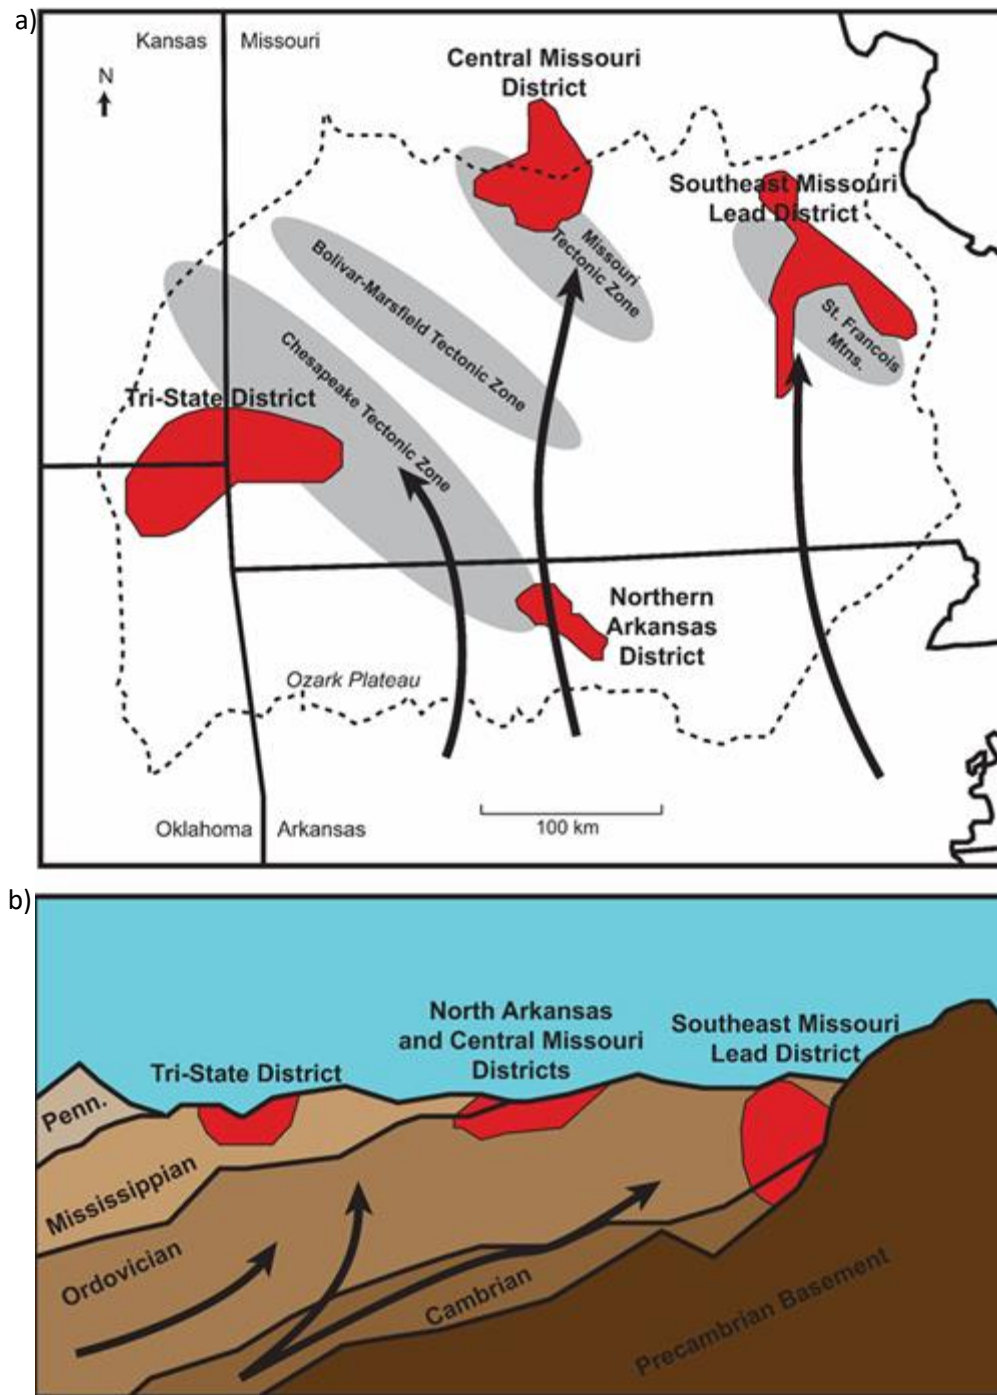 a)
Kansas
Missouri
N
Central Missouri
District
Southeast Missouri
Lead District
Missouri
Tectonic Zone
Bolivar-Marsfield Tectonic Zone
St. Francois
Mtns.
Chesapeake Tectonic Zone
Tri-State District
Northern
Arkansas
District
Ozark Plateau
Oklahoma
Arkansas
100 km
b)
North Arkansas
and Central Missouri
Districts
Southeast Missouri
Lead District
Tri-State District
Penn.
Mississippian
Ordovician
Cambrian
Precambrian Basement